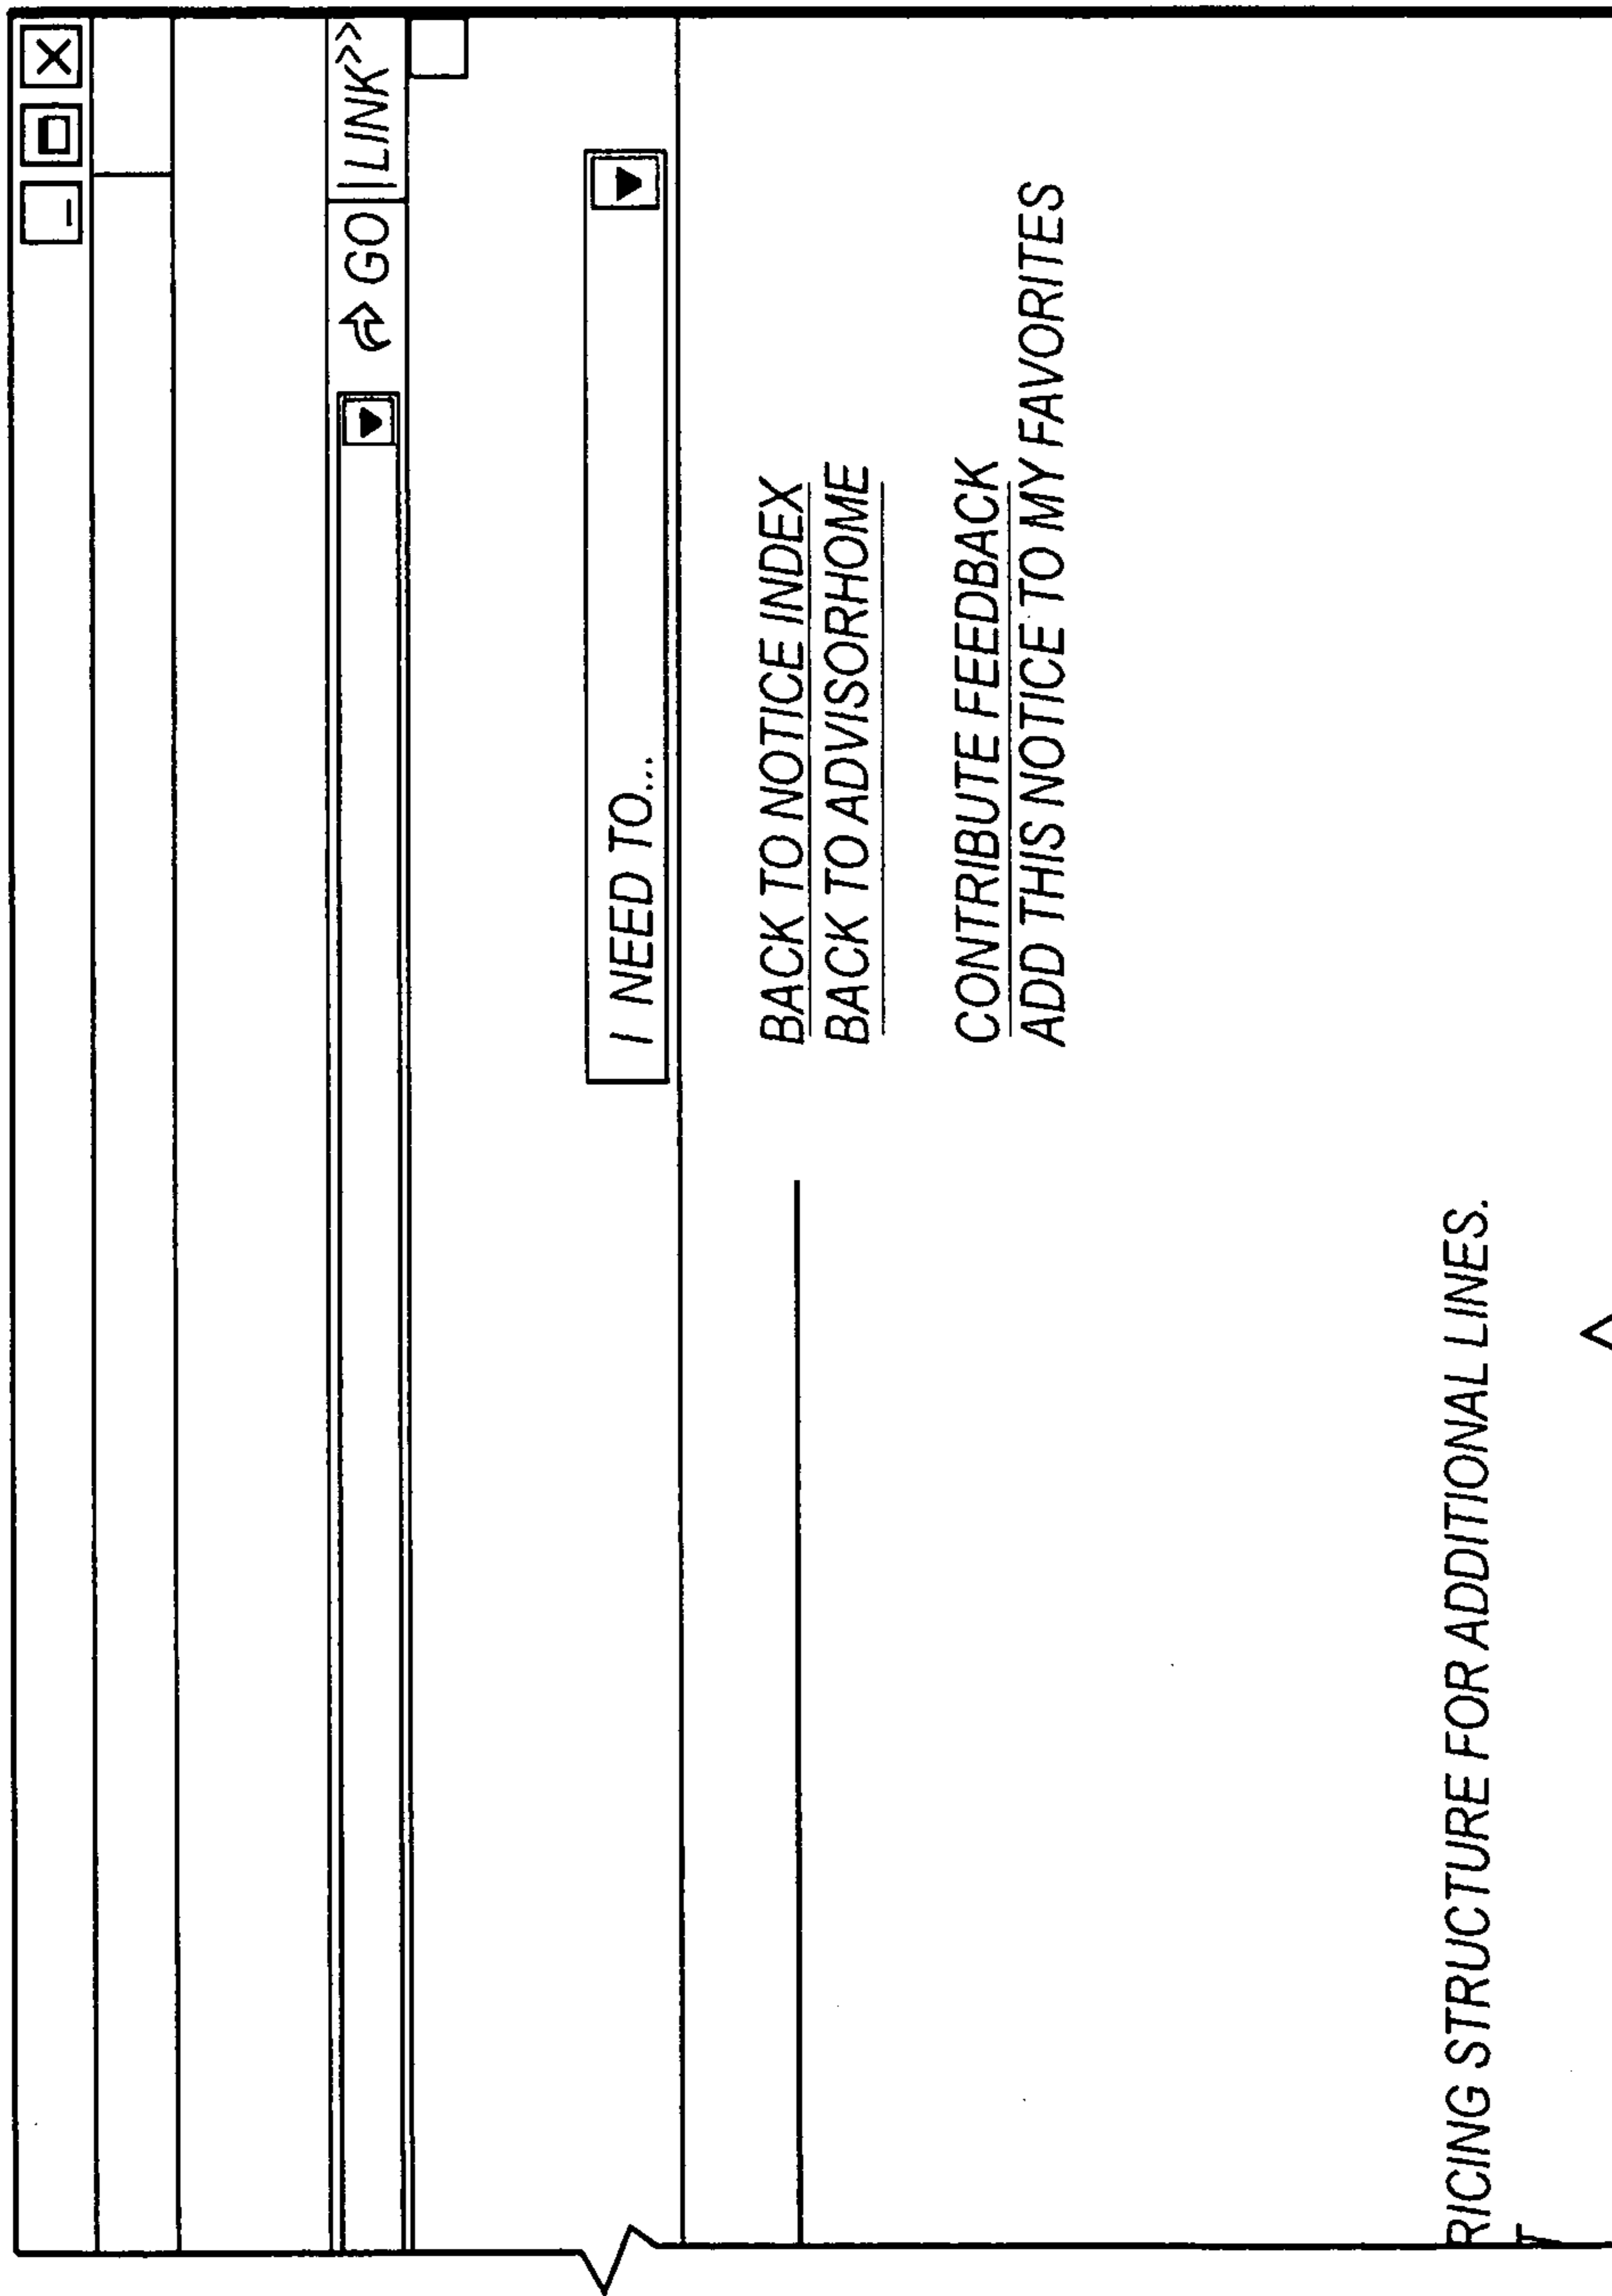 GO |LINK>>
I NEED TO...
BACK TO NOTICE INDEX
BACK TO ADVISORHOME
CONTRIBUTE FEEDBACK
ADD THIS NOTICE TO MY FAVORITES
RICING STRUCTURE FOR ADDITIONAL LINES.